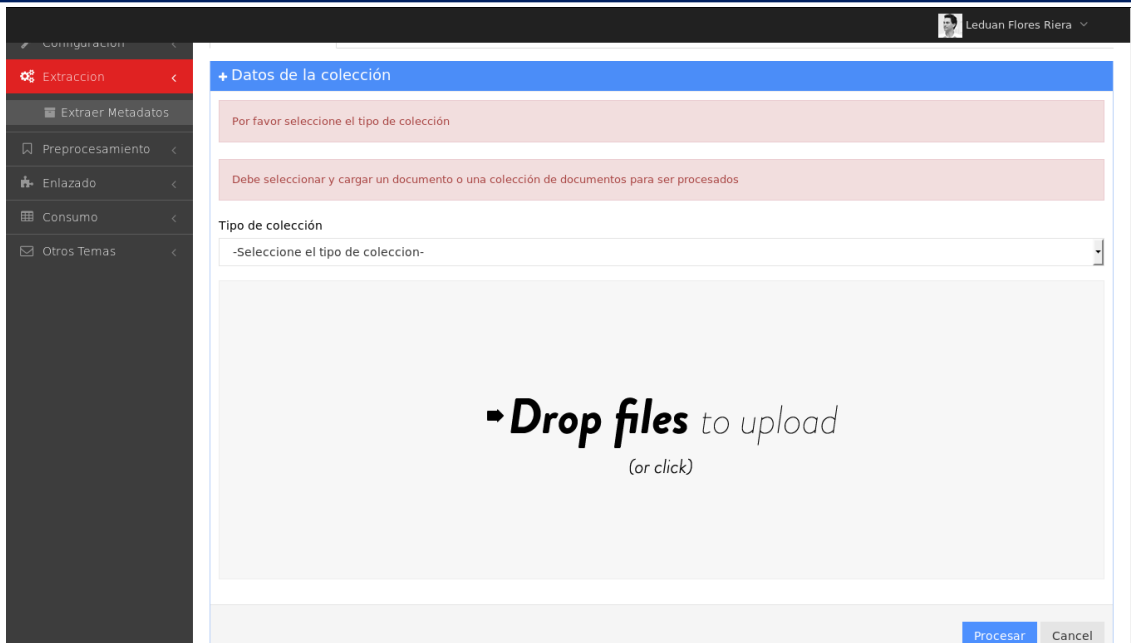 Leduan Flores Riera
Configuracion
Extraccion
Extraer Metadatos
Preprocesamiento
Enlazado
Consumo
Otros Temas
+ Datos de la colección
Por favor seleccione el tipo de colección
Debe seleccionar y cargar un documento o una colección de documentos para ser procesados
Tipo de colección
-Seleccione el tipo de coleccion-
Drop files to upload
(or click)
Procesar Cancel